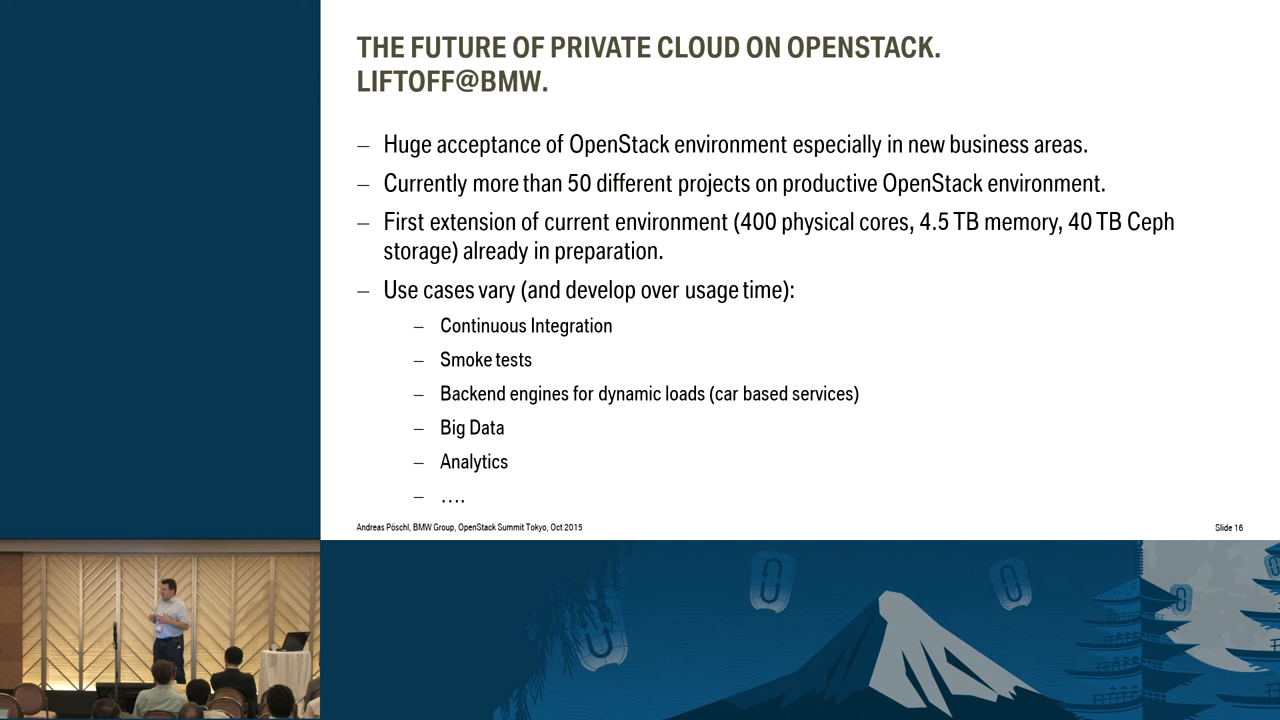 THE FUTURE OF PRIVATE CLOUD ON OPENSTACK.
LIFTOFF@BMW.
– Huge acceptance of OpenStack environment especially in new business areas.
– Currently more than 50 different projects on productive OpenStack environment.
– First extension of current environment (400 physical cores, 4.5 TB memory, 40 TB Ceph
storage) already in preparation.
– Use cases vary (and develop over usage time):
– Continuous Integration
– Smoke tests
– Backend engines for dynamic loads (car based services)
– Big Data
– Analytics
– ....
Andreas Pöschl, BMW Group, OpenStack Summit Tokyo, Oct 2015
Slide 16